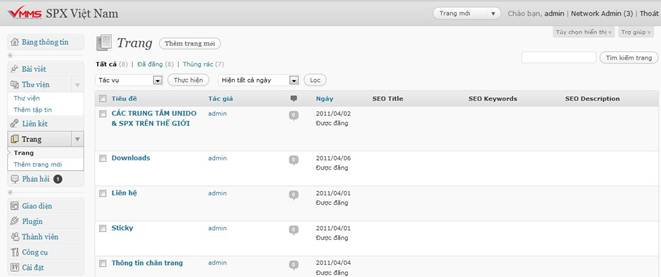 VMMS SPX Việt Nam
Trang mới
Chào bạn, admin | Network Admin (3) | Thoát
Tùy chọn hiển thị
Trợ giúp
Bảng thông tin
Bài viết
Thư viện
Thư viện
Thêm tập tin
Liên kết
Trang
Trang
Thêm trang mới
Phản hồi 1
Giao diện
Plugin
Thành viên
Công cụ
Cài đặt
Trang
Thêm trang mới
Tất cả (8) | Đã đăng (8) | Thùng rác (7)
Tìm kiếm trang
Tác vụ
Thực hiện
Hiện tất cả ngày
Lọc
Tiêu đề Tác giả Ngày SEO Title SEO Keywords SEO Description
CÁC TRUNG TÂM UNIDO & SPX TRÊN THẾ GIỚI admin 0 2011/04/02 Được đăng
Downloads admin 0 2011/04/06 Được đăng
Liên hệ admin 0 2011/04/01 Được đăng
Sticky admin 0 2011/04/01 Được đăng
Thông tin chân trang admin 0 2011/04/04 Được đăng